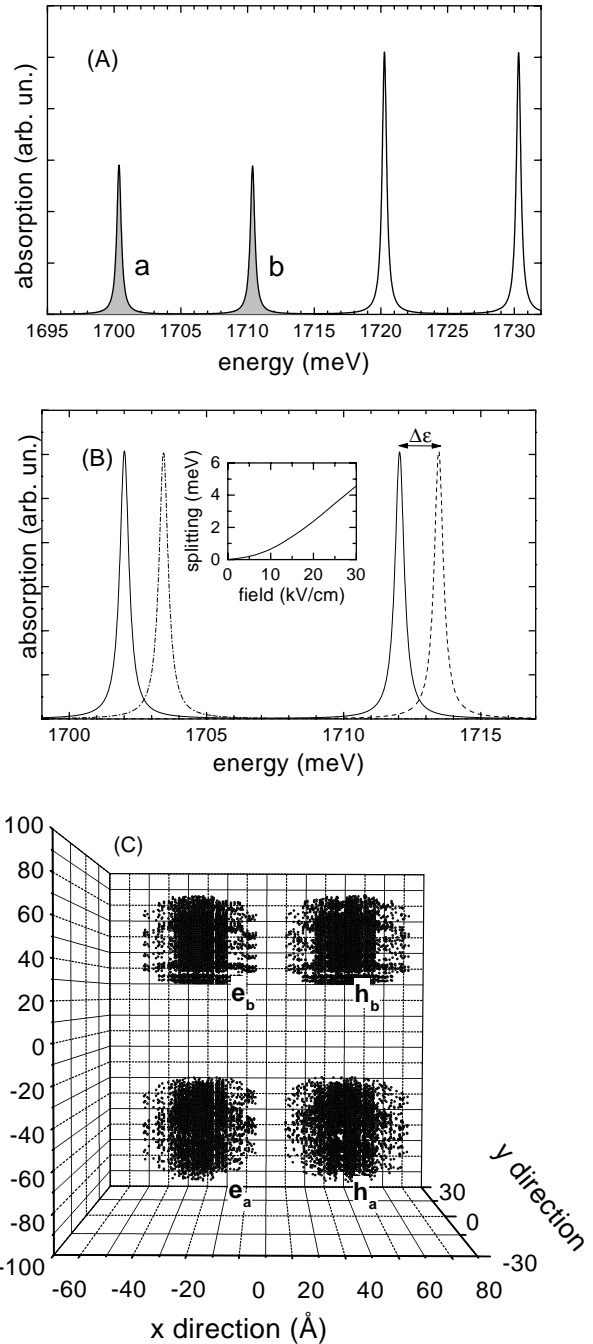 (A)
absorption (arb. un.)
a
b
1695 1700 1705 1710 1715 1720 1725 1730
energy (meV)
(B)
Δε
absorption (arb. un.)
splitting (meV)
6
4
2
0
0 10 20 30
field (kV/cm)
1700 1705 1710 1715
energy (meV)
(C)
100
80
60
40
20
0
-20
-40
-60
-80
-100
e_b
h_b
e_a
h_a
y direction
30
0
-30
-60 -40 -20 0 20 40 60 80
x direction (Å)